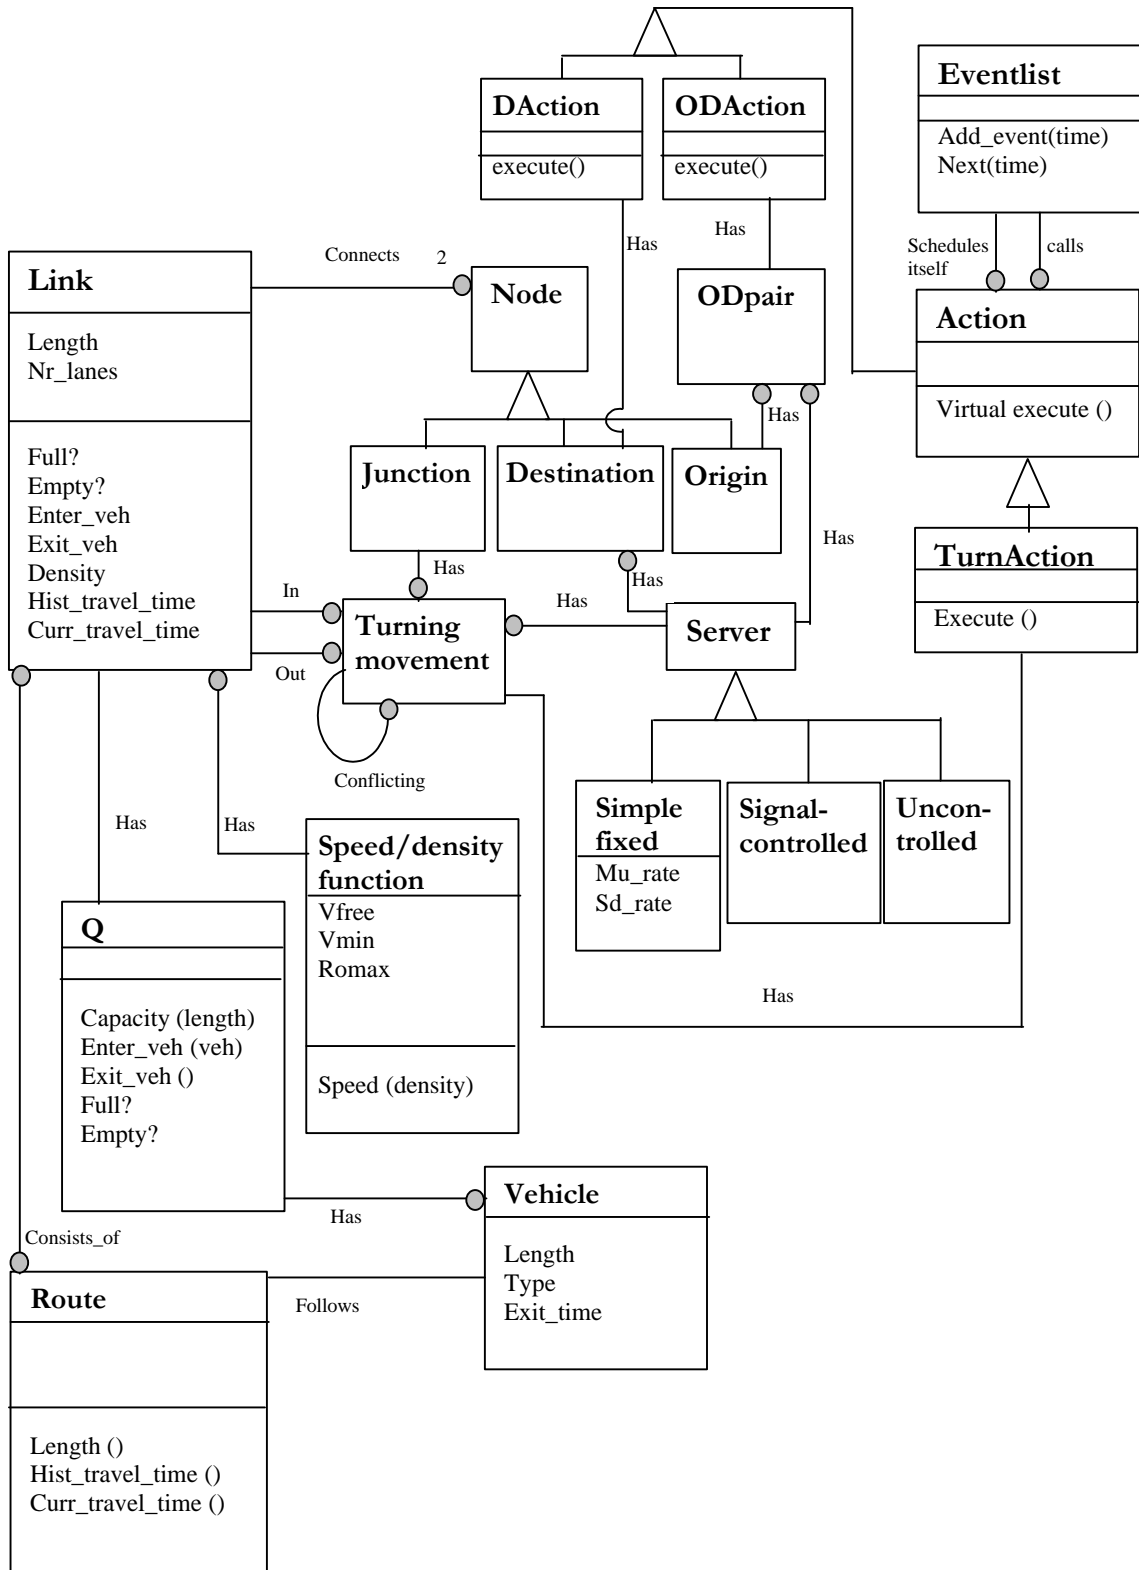 DAction
execute()
ODAction
execute()
Eventlist
Add_event(time)
Next(time)
Has
Has
Schedules
itself
calls
Connects
2
Link
Length
Nr_lanes
Full?
Empty?
Enter_veh
Exit_veh
Density
Hist_travel_time
Curr_travel_time
Node
ODpair
Action
Virtual execute ()
Has
Junction
Destination
Origin
Has
Has
Has
TurnAction
Execute ()
In
Out
Turning
movement
Has
Server
Conflicting
Simple
fixed
Mu_rate
Sd_rate
Signal-
controlled
Uncon-
trolled
Has
Has
Has
Speed/density
function
Vfree
Vmin
Romax
Speed (density)
Q
Capacity (length)
Enter_veh (veh)
Exit_veh ()
Full?
Empty?
Has
Vehicle
Length
Type
Exit_time
Consists_of
Follows
Route
Length ()
Hist_travel_time ()
Curr_travel_time ()